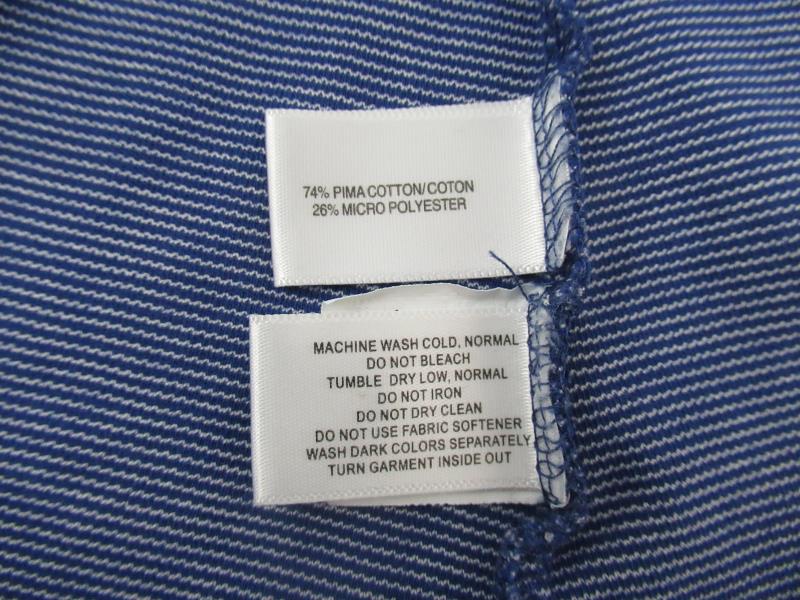 74% PIMA COTTON/COTON
26% MICRO POLYESTER
MACHINE WASH COLD, NORMAL
DO NOT BLEACH
TUMBLE DRY LOW, NORMAL
DO NOT IRON
DO NOT DRY CLEAN
DO NOT USE FABRIC SOFTENER
WASH DARK COLORS SEPARATELY
TURN GARMENT INSIDE OUT